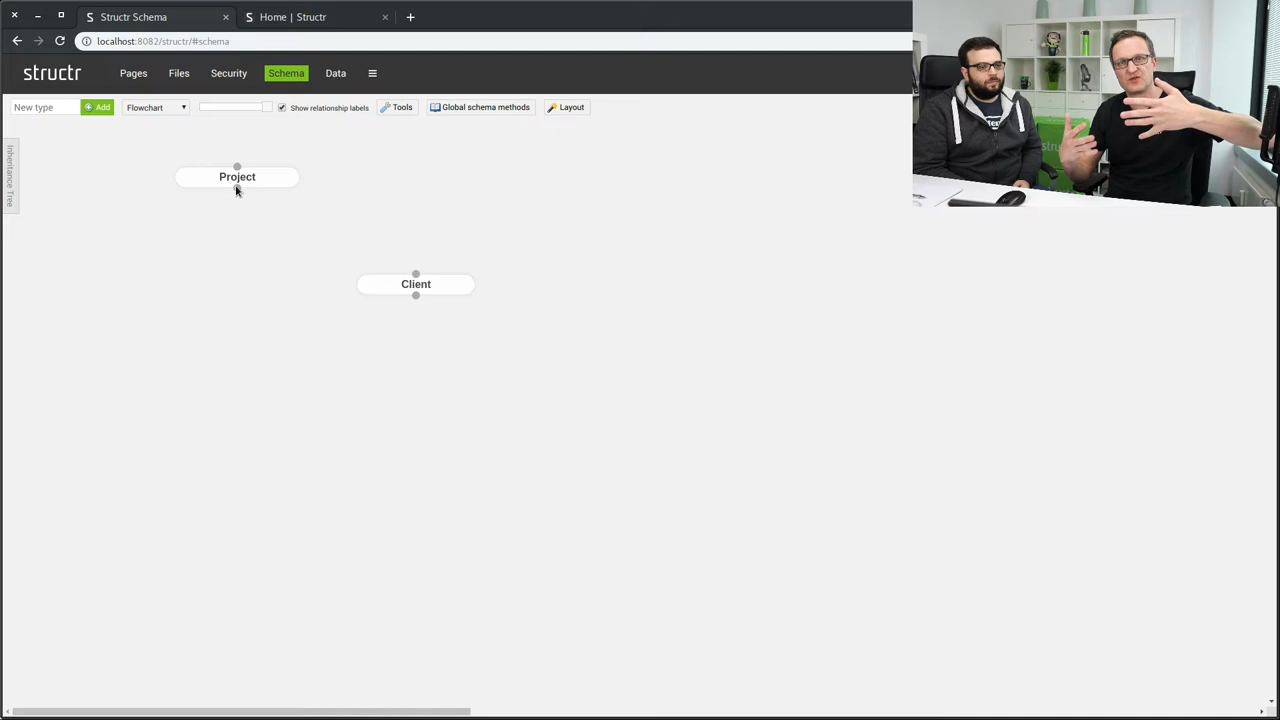 Structr Schema
Home | Structr
localhost:8082/structr/#schema
structr
Pages
Files
Security
Schema
Data
New type
Add
Flowchart
Show relationship labels
Tools
Global schema methods
Layout
Inheritance Tree
Project
Client